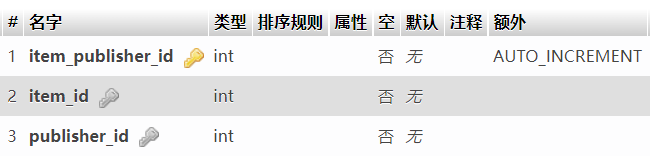 # 名字 类型 排序规则 属性 空 默认 注释 额外
1 item_publisher_id int 否 无 AUTO_INCREMENT
2 item_id int 否 无
3 publisher_id int 否 无